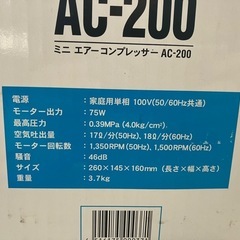 AC-200
ミニ エアーコンプレッサー AC-200
電源 : 家庭用単相 100V(50/60Hz共通)
モーター出力 : 75W
最高圧力 : 0.39MPa (4.0kg/c㎡)
空気吐出量 : 17ℓ/分(50Hz)、18ℓ/分(60Hz)
モーター回転数 : 1,350RPM (50Hz)、1,500RPM (60Hz)
騒音 : 46dB
サイズ : 260×145×160mm (長さ×幅×高さ)
重量 : 3.7kg